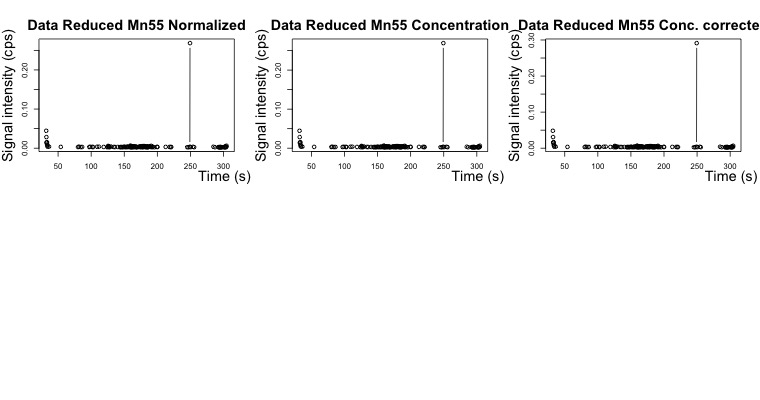 Data Reduced Mn55 Normalized
Signal intensity (cps)
0.00 0.10 0.20
50 100 150 200 250 300
Time (s)
Data Reduced Mn55 Concentration
Signal intensity (cps)
0.00 0.10 0.20
50 100 150 200 250 300
Time (s)
Data Reduced Mn55 Conc. correcte
Signal intensity (cps)
0.00 0.10 0.20 0.30
50 100 150 200 250 300
Time (s)